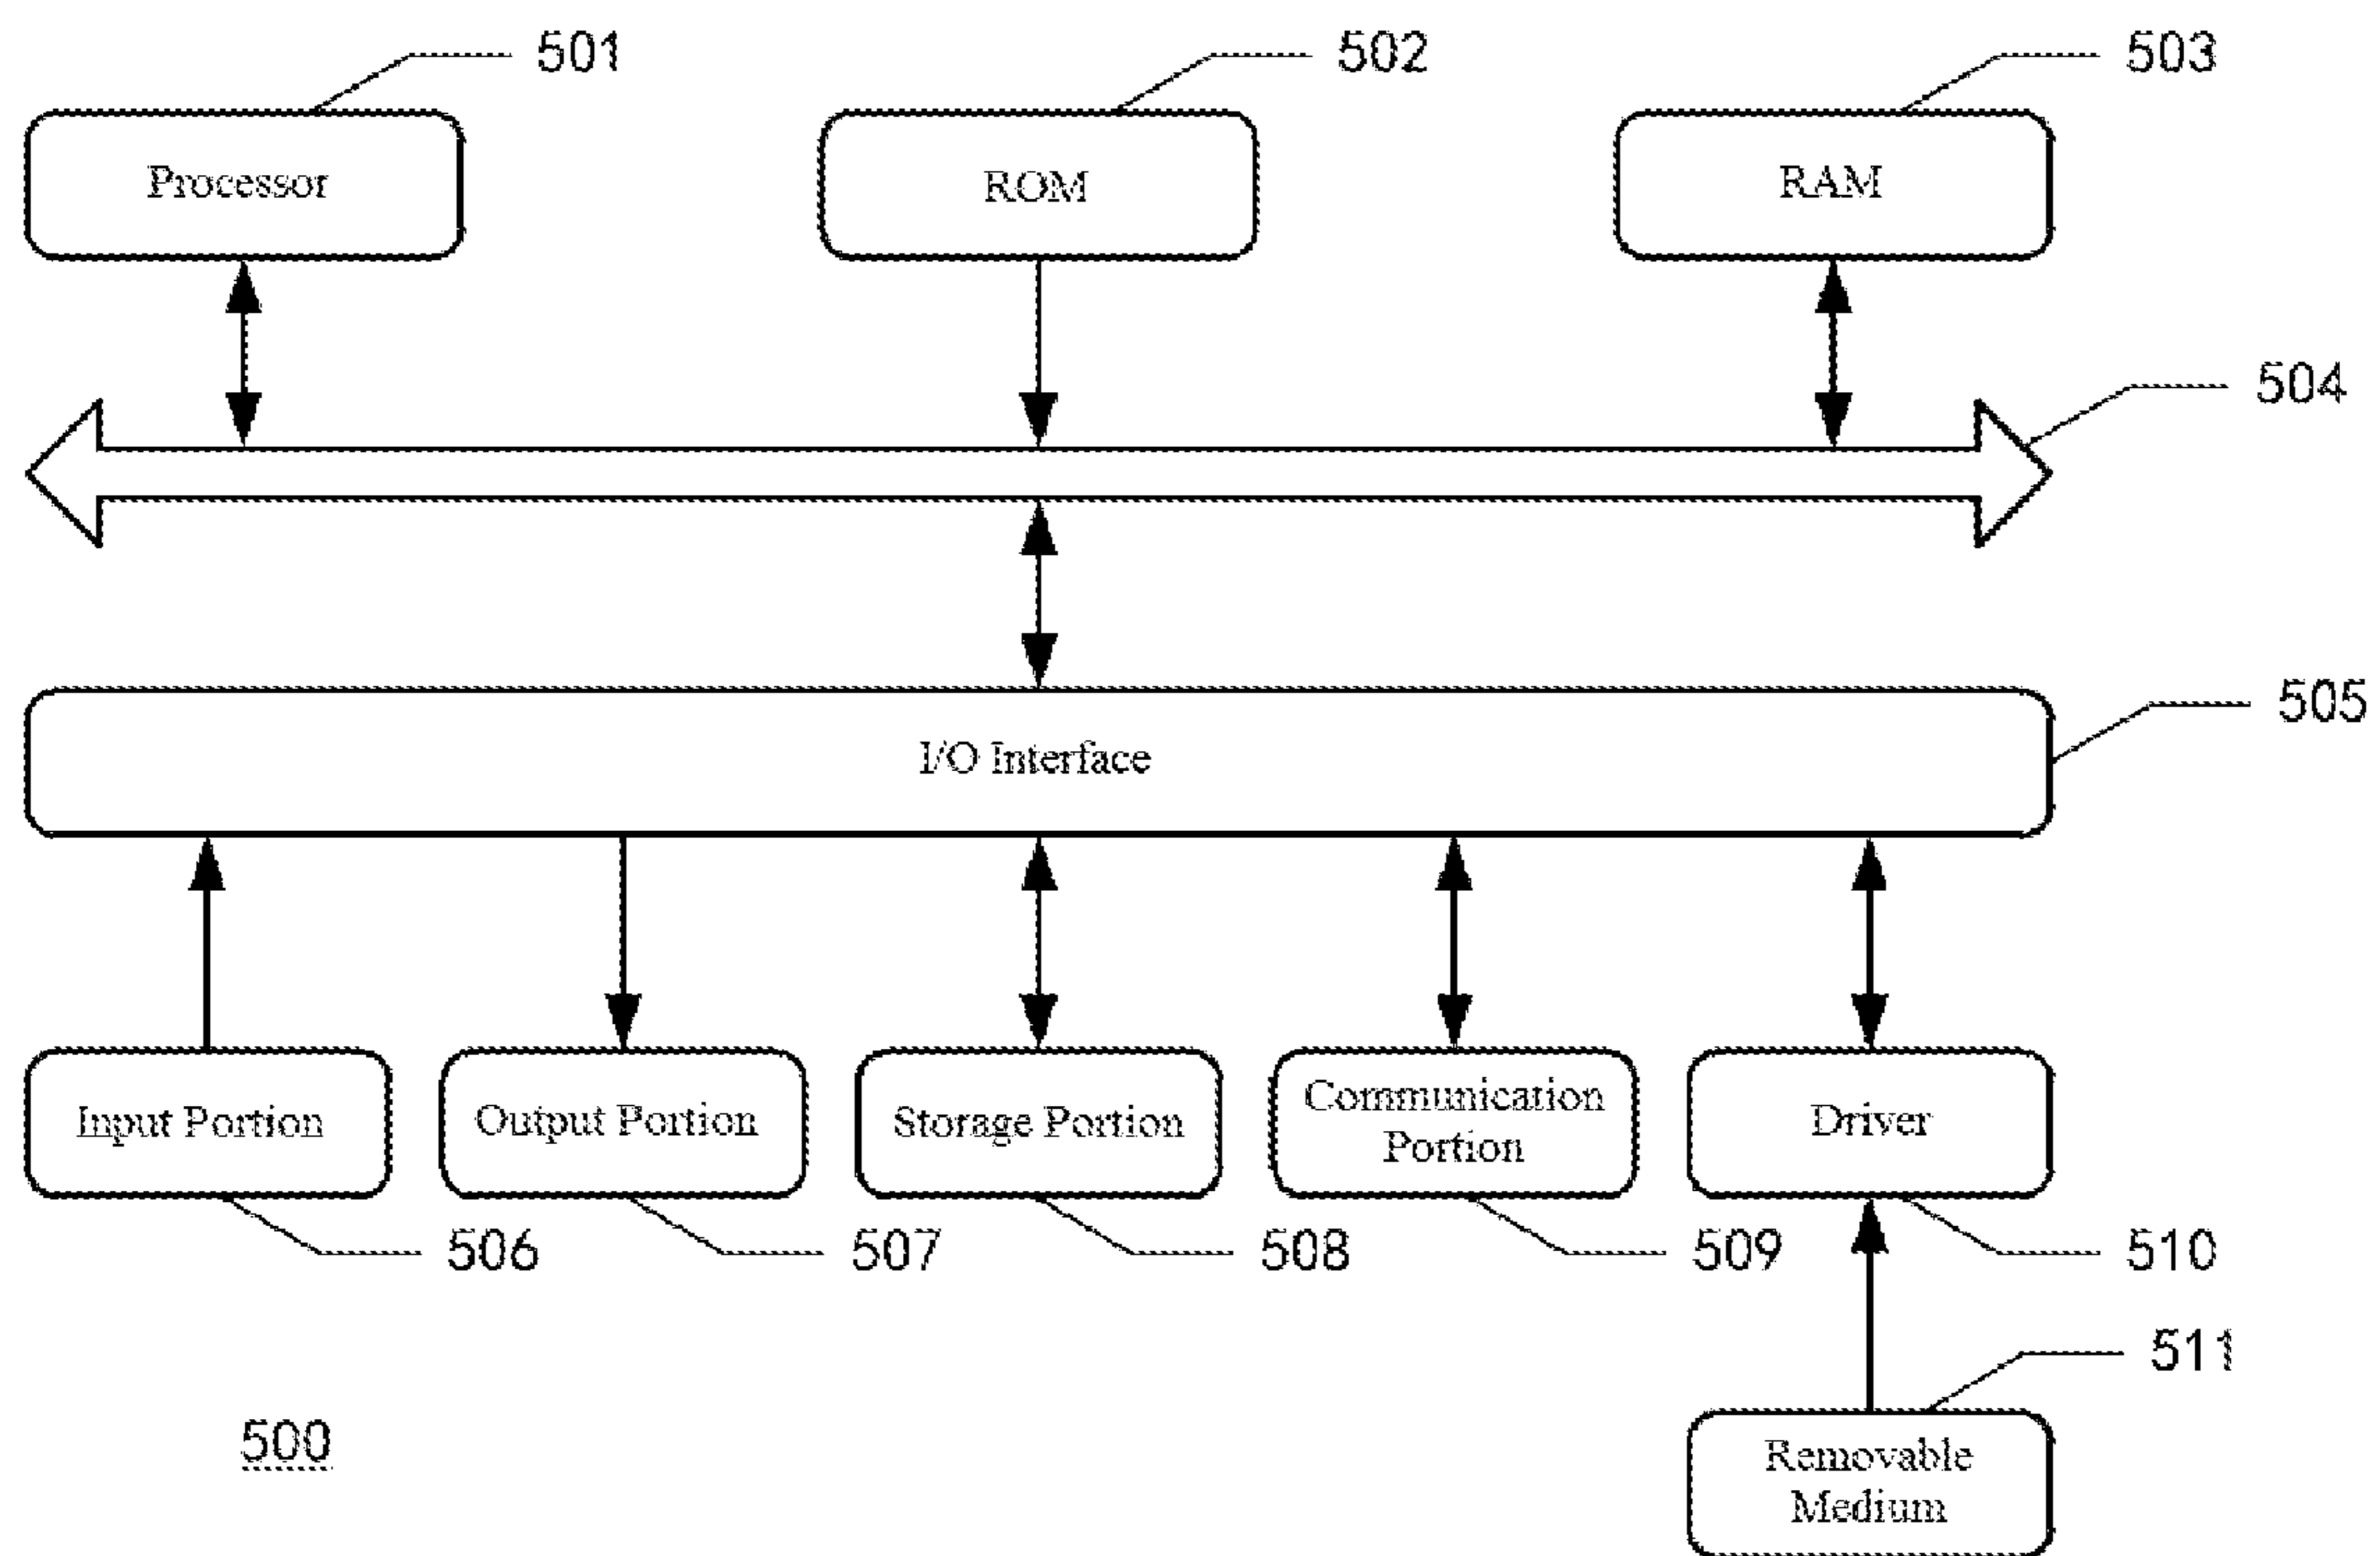 501
502
503
Processor
ROM
RAM
504
505
I/O Interface
Input Portion
Output Portion
Storage Portion
Communication
Portion
Driver
506
507
508
509
510
511
500
Removable
Medium